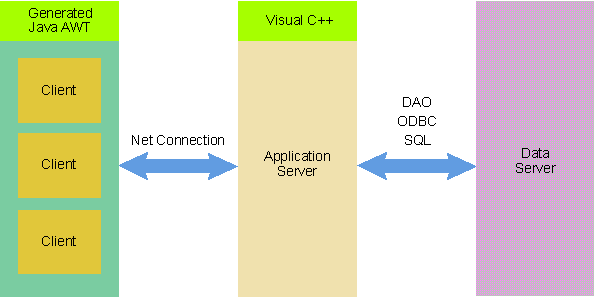 Generated
Java AWT
Client
Client
Client
Net Connection
Visual C++
Application
Server
DAO
ODBC
SQL
Data
Server